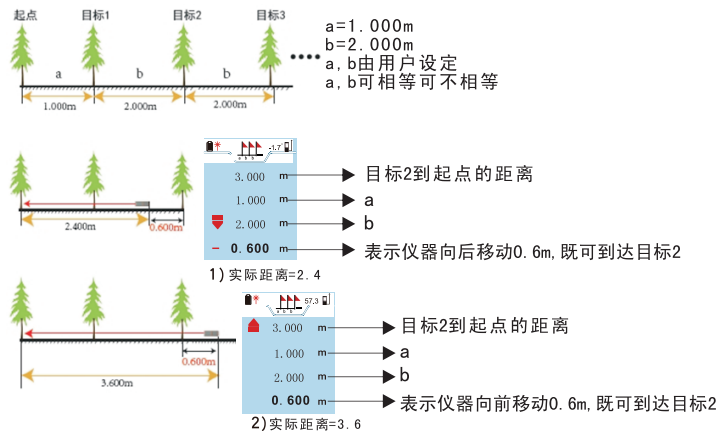 起点 目标1 目标2 目标3
a b b
1.000m 2.000m 2.000m
a=1.000m
b=2.000m
a,b由用户设定
a,b可相等可不相等
2.400m 0.600m
-1.7°
a b b
3.000 m 目标2到起点的距离
1.000 m a
2.000 m b
- 0.600 m 表示仪器向后移动0.6m,既可到达目标2
1)实际距离=2.4
0.600m
3.600m
57.3
a b b
3.000 m 目标2到起点的距离
1.000 m a
2.000 m b
0.600 m 表示仪器向前移动0.6m,既可到达目标2
2)实际距离=3.6